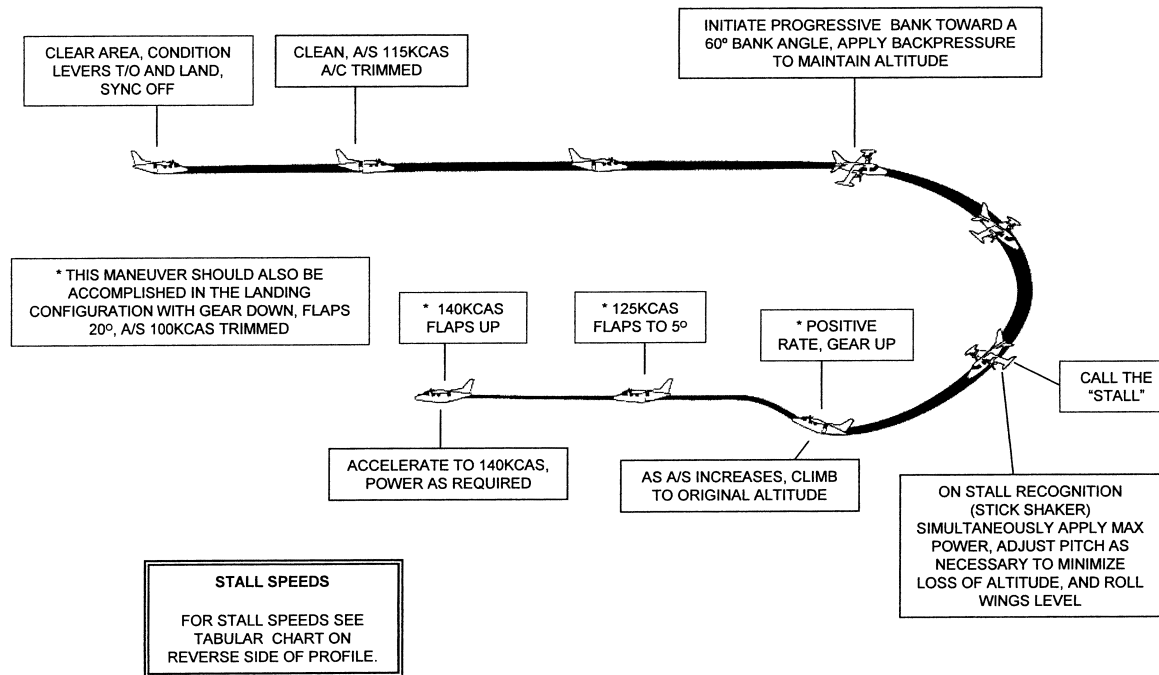 CLEAR AREA, CONDITION
LEVERS T/O AND LAND,
SYNC OFF
CLEAN, A/S 115KCAS
A/C TRIMMED
INITIATE PROGRESSIVE BANK TOWARD A
60º BANK ANGLE, APPLY BACKPRESSURE
TO MAINTAIN ALTITUDE
* THIS MANEUVER SHOULD ALSO BE
ACCOMPLISHED IN THE LANDING
CONFIGURATION WITH GEAR DOWN, FLAPS
20º, A/S 100KCAS TRIMMED
* 140KCAS
FLAPS UP
* 125KCAS
FLAPS TO 5º
* POSITIVE
RATE, GEAR UP
CALL THE
"STALL"
ACCELERATE TO 140KCAS,
POWER AS REQUIRED
AS A/S INCREASES, CLIMB
TO ORIGINAL ALTITUDE
ON STALL RECOGNITION
(STICK SHAKER)
SIMULTANEOUSLY APPLY MAX
POWER, ADJUST PITCH AS
NECESSARY TO MINIMIZE
LOSS OF ALTITUDE, AND ROLL
WINGS LEVEL
STALL SPEEDS
FOR STALL SPEEDS SEE
TABULAR CHART ON
REVERSE SIDE OF PROFILE.